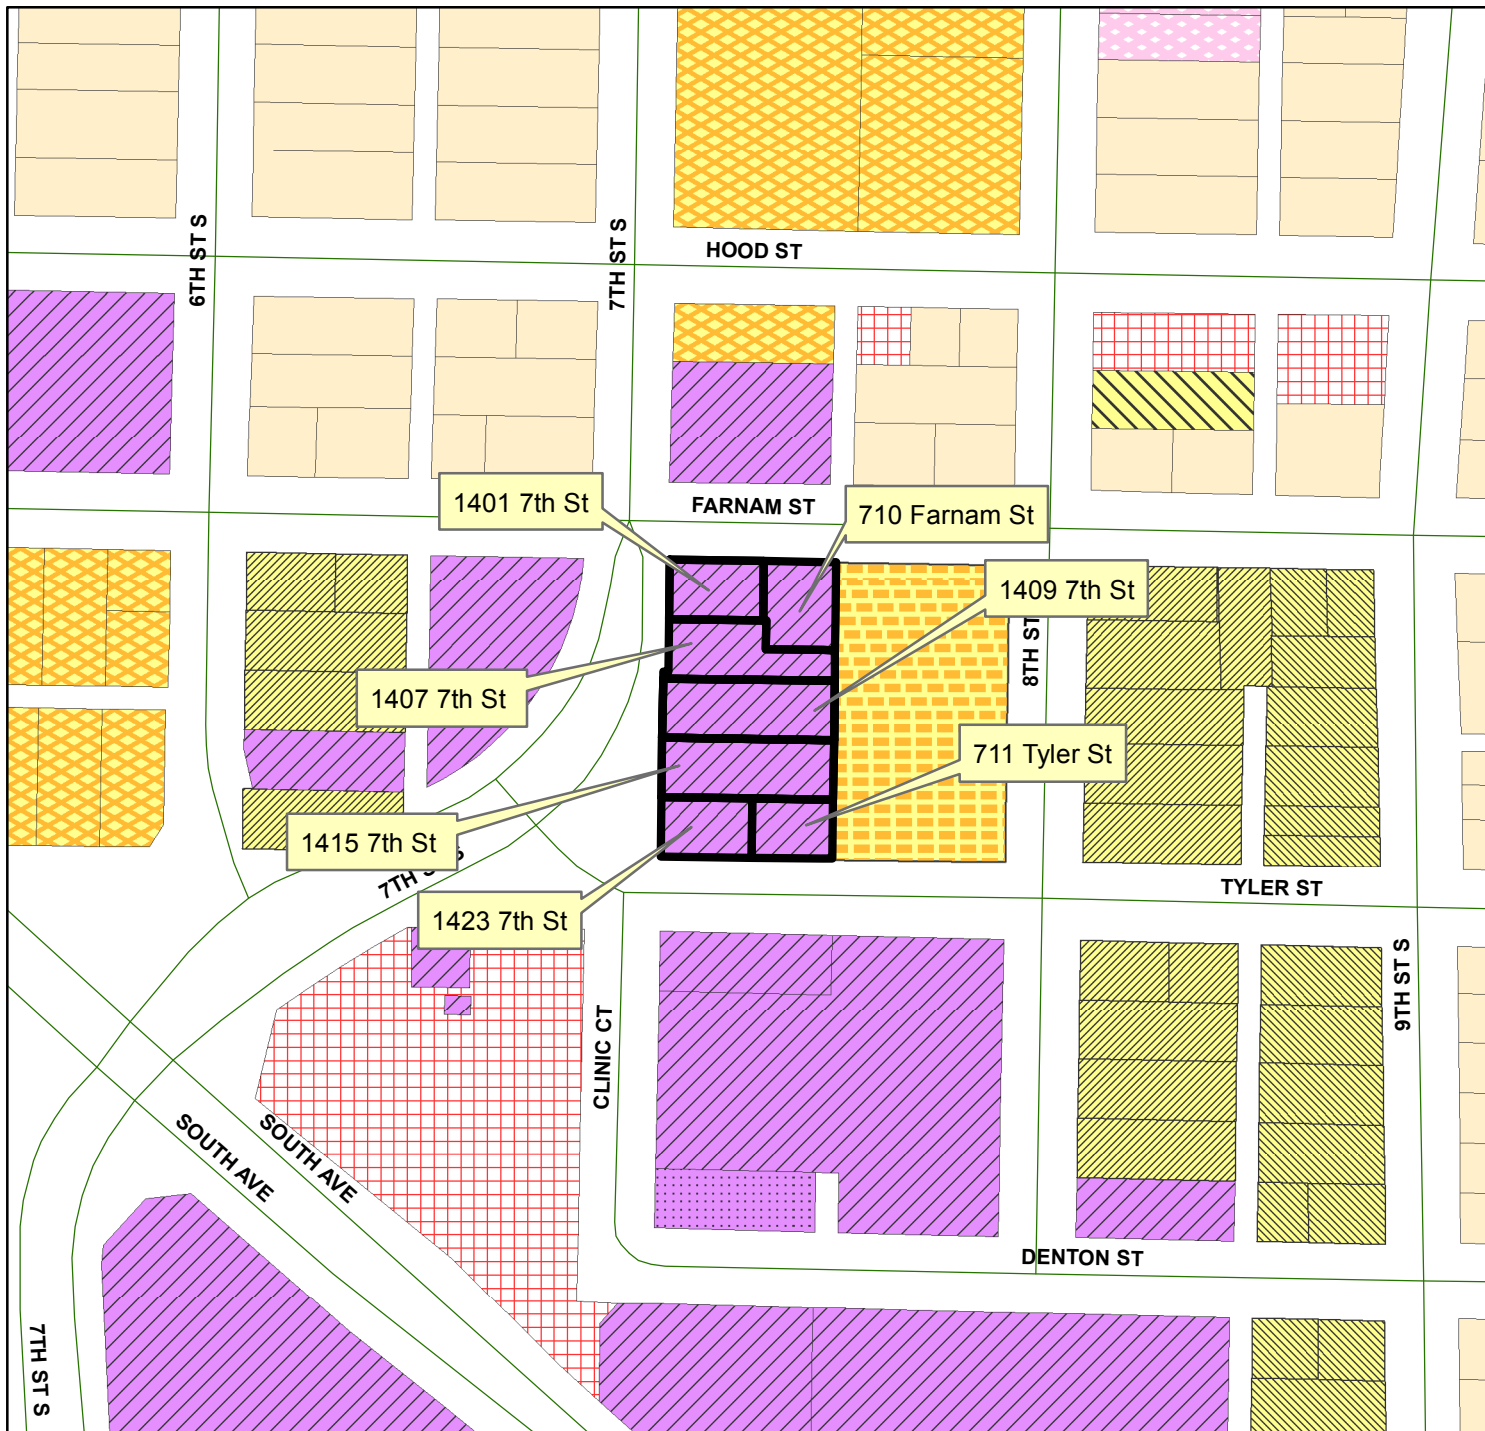 6TH ST S
7TH ST S
HOOD ST
1401 7th St
FARNAM ST
710 Farnam St
1409 7th St
8TH ST
1407 7th St
711 Tyler St
1415 7th St
7TH S S
TYLER ST
1423 7th St
9TH ST S
CLINIC CT
SOUTH AVE
SOUTH AVE
DENTON ST
7TH ST S